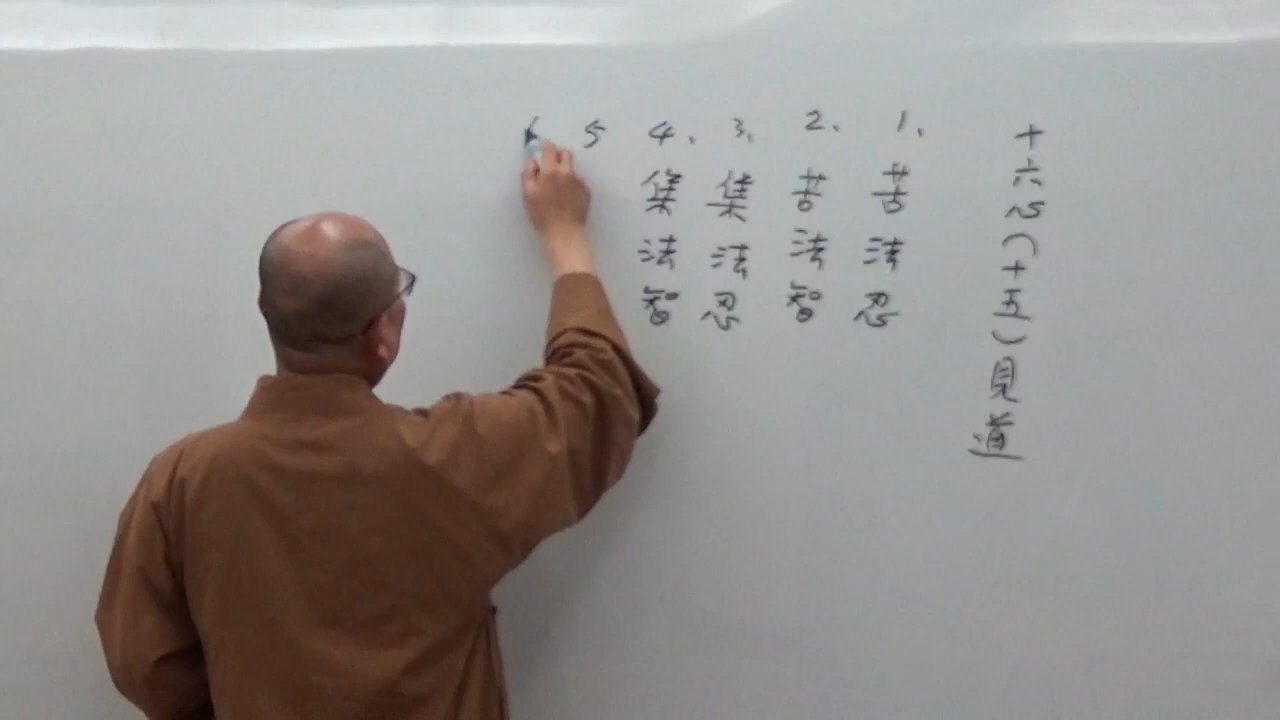 十六心(十五)見道
1. 苦法忍
2. 苦法智
3. 集法忍
4. 集法智
5